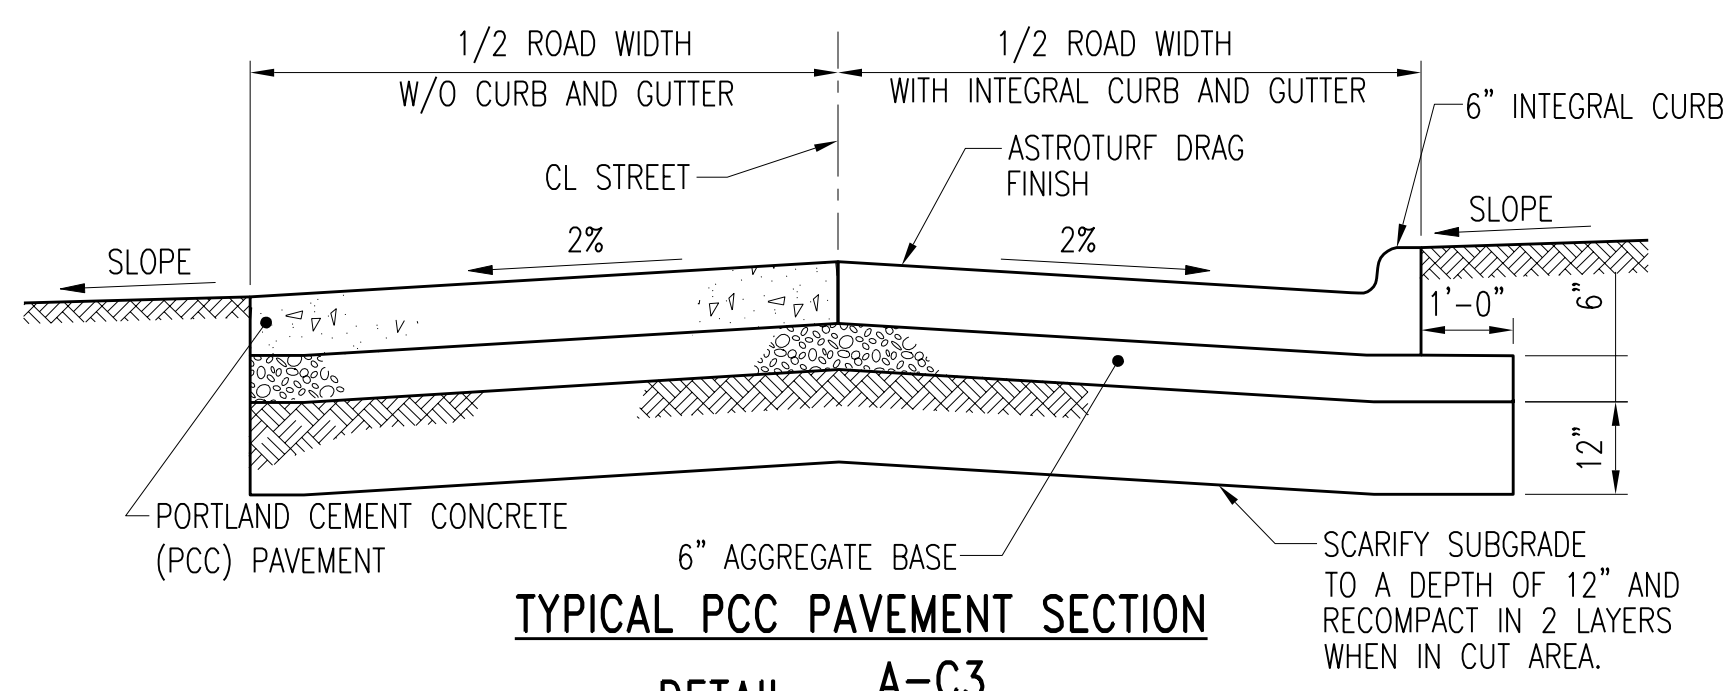 1/2 ROAD WIDTH
W/O CURB AND GUTTER
1/2 ROAD WIDTH
WITH INTEGRAL CURB AND GUTTER
6” INTEGRAL CURB
ASTROTURF DRAG
FINISH
CL STREET
SLOPE
2%
2%
SLOPE
1'-0”
6”
12”
PORTLAND CEMENT CONCRETE
(PCC) PAVEMENT
6” AGGREGATE BASE
SCARIFY SUBGRADE
TO A DEPTH OF 12” AND
RECOMPACT IN 2 LAYERS
WHEN IN CUT AREA.
TYPICAL PCC PAVEMENT SECTION
DETAIL A-C3